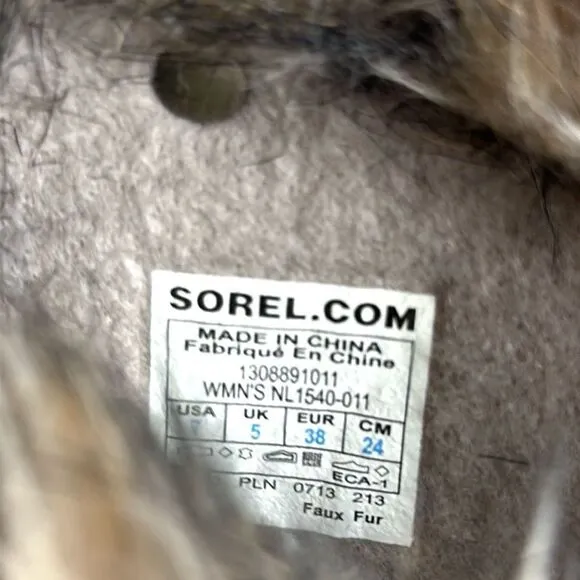 SOREL.COM
MADE IN CHINA
Fabriqué En Chine
1308891011
WMN'S NL1540-011
USA UK EUR CM
7 5 38 24
ECA-1
PLN 0713 213
Faux Fur